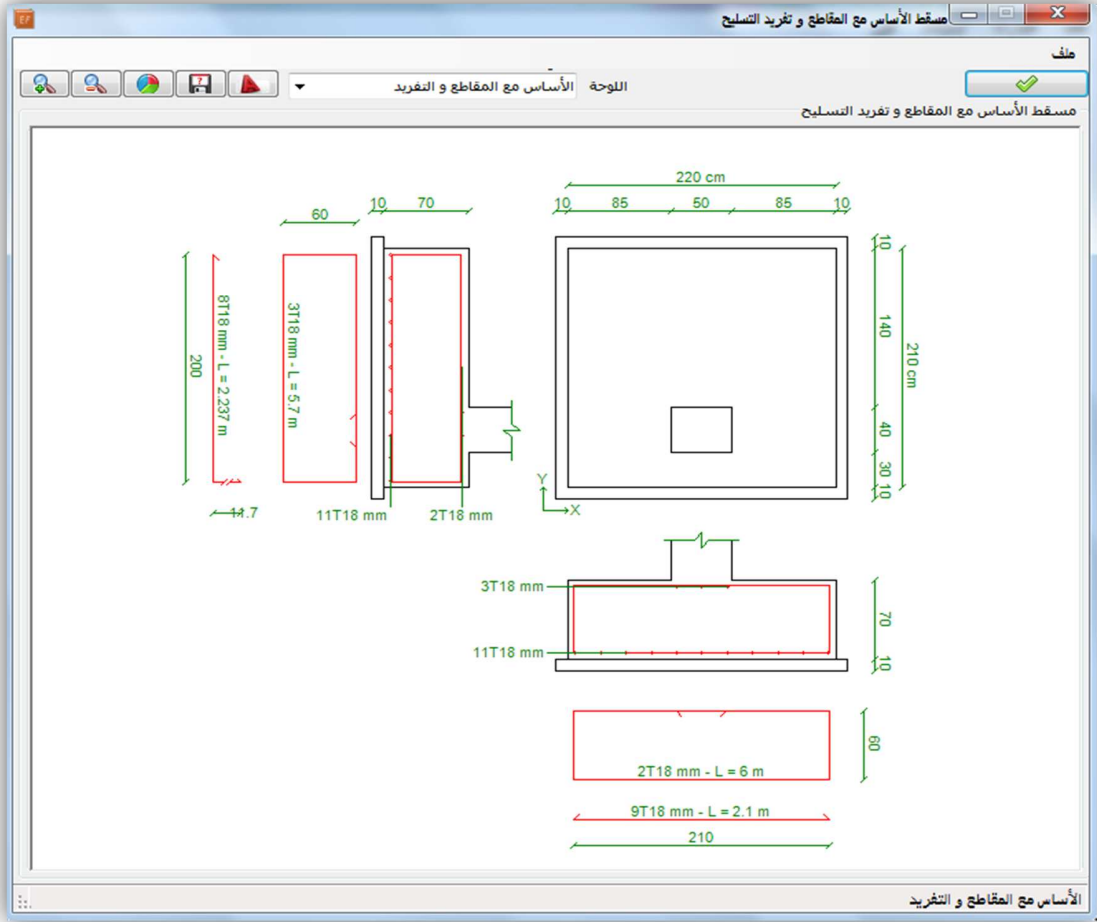 مسقط الأساس مع المقاطع و تفريد التسليح
ملف
اللوحة الأساس مع المقاطع و التفريد
مسقط الأساس مع المقاطع و تفريد التسليح
220 cm
10 85 50 85 10
10 70
60
10
140
40
30
10
210 cm
200
8T18 mm - L = 2.237 m
3T18 mm - L = 5.7 m
11T18 mm 2T18 mm
Y
X
3T18 mm
11T18 mm
70
10
2T18 mm - L = 6 m
60
9T18 mm - L = 2.1 m
210
الأساس مع المقاطع و التفريد